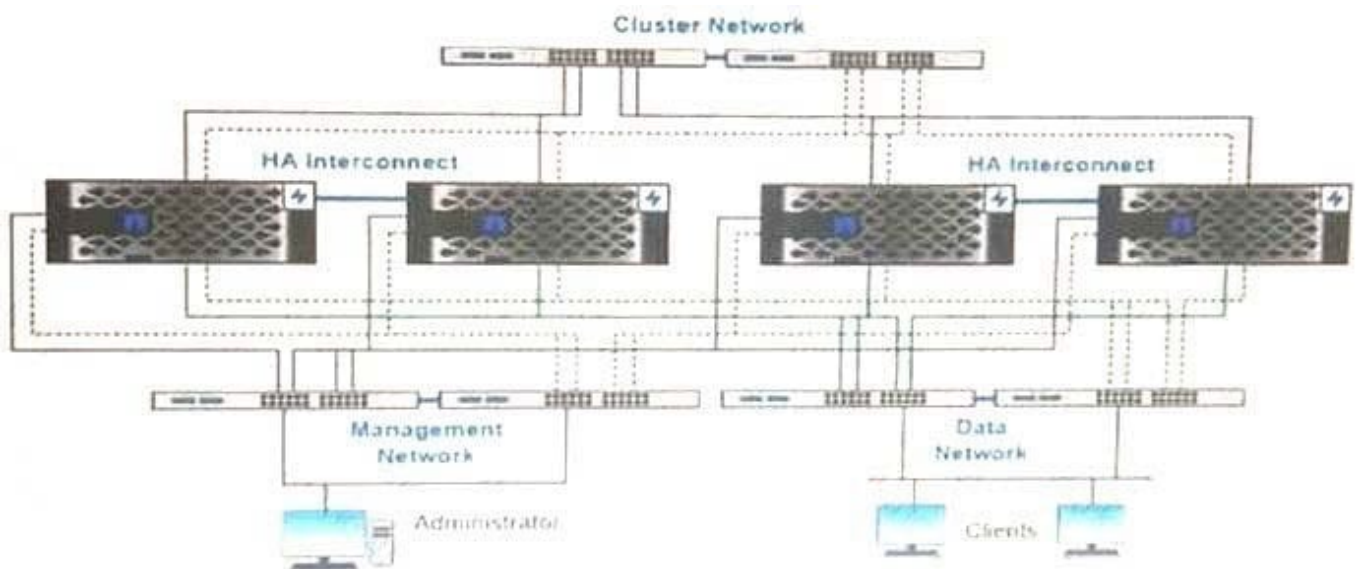 Cluster Network
HA Interconnect
HA Interconnect
Management
Network
Data
Network
Administrator
Clients